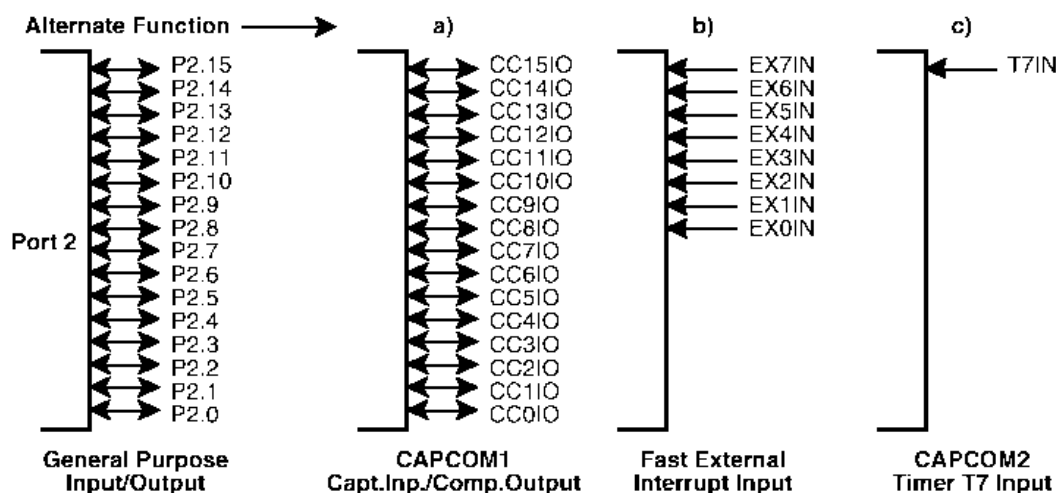 Alternate Function a) b) c)
P2.15 CC15IO EX7IN T7IN
P2.14 CC14IO EX6IN
P2.13 CC13IO EX5IN
P2.12 CC12IO EX4IN
P2.11 CC11IO EX3IN
P2.10 CC10IO EX2IN
P2.9 CC9IO EX1IN
P2.8 CC8IO EX0IN
Port 2
P2.7 CC7IO
P2.6 CC6IO
P2.5 CC5IO
P2.4 CC4IO
P2.3 CC3IO
P2.2 CC2IO
P2.1 CC1IO
P2.0 CC0IO
General Purpose CAPCOM1 Fast External CAPCOM2
Input/Output Capt.Inp./Comp.Output Interrupt Input Timer T7 Input